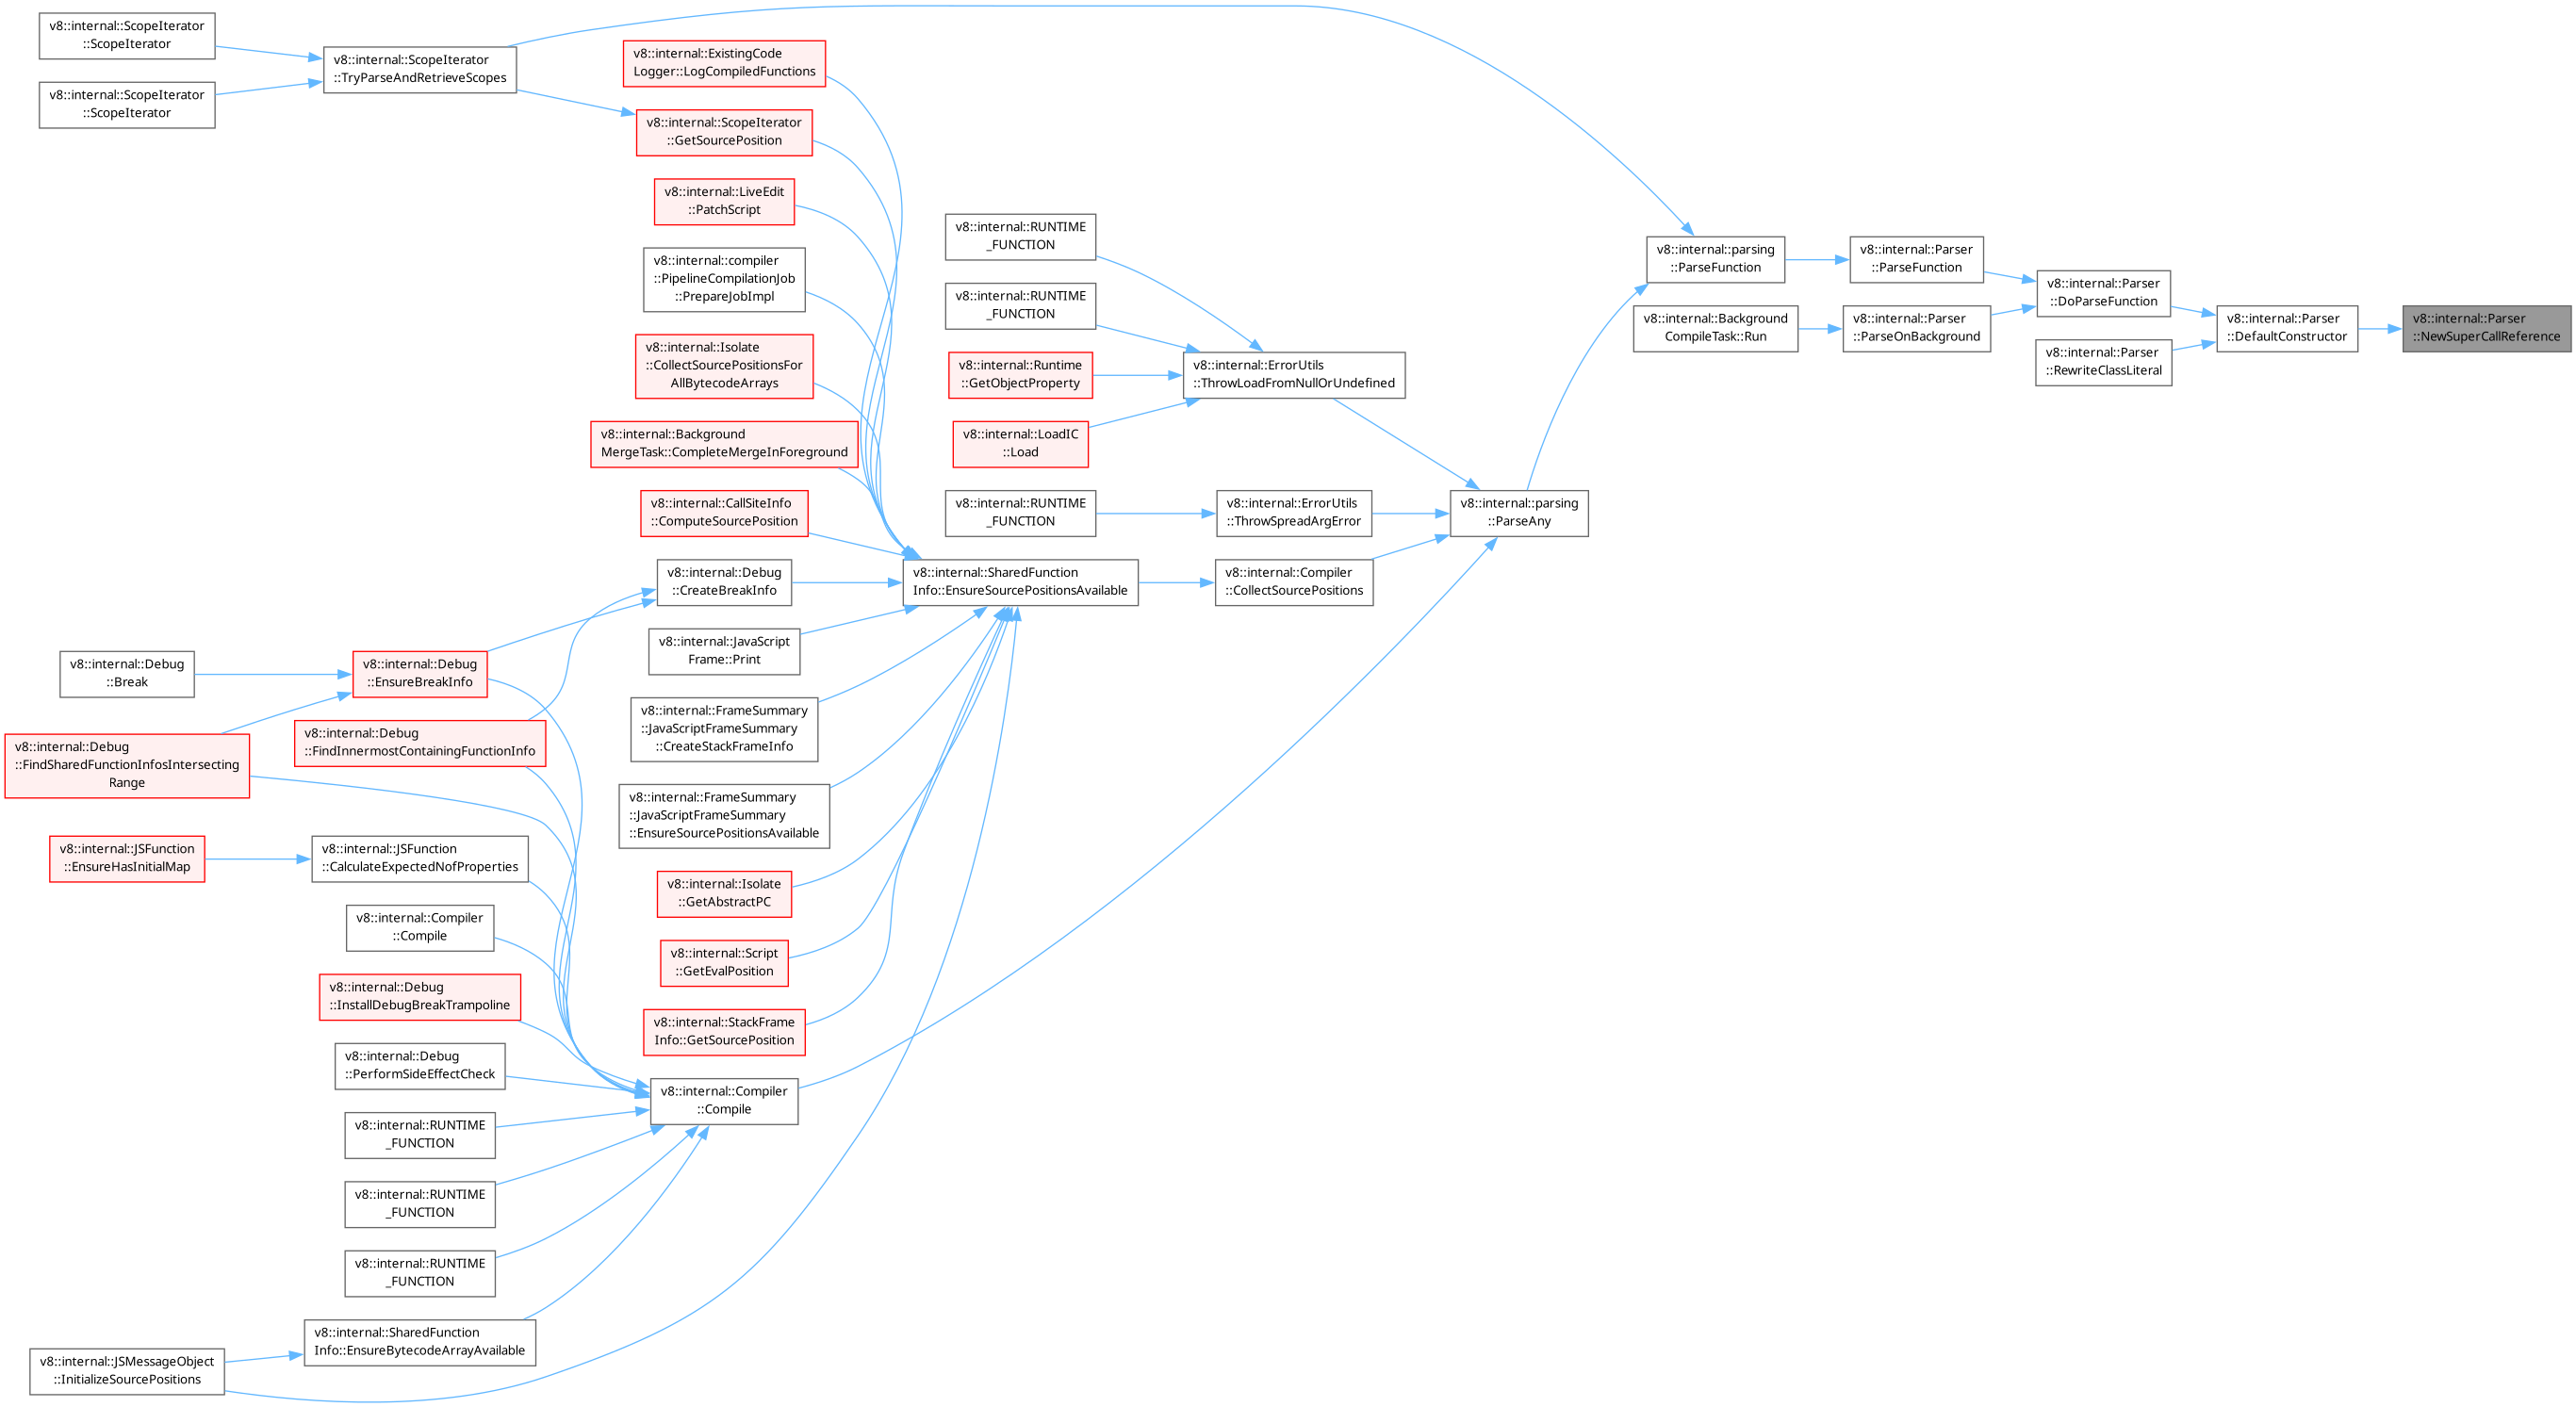 v8::internal::ScopeIterator
::ScopeIterator
v8::internal::ScopeIterator
::ScopeIterator
v8::internal::ScopeIterator
::TryParseAndRetrieveScopes
v8::internal::ExistingCode
Logger::LogCompiledFunctions
v8::internal::ScopeIterator
::GetSourcePosition
v8::internal::LiveEdit
::PatchScript
v8::internal::compiler
::PipelineCompilationJob
::PrepareJobImpl
v8::internal::Isolate
::CollectSourcePositionsFor
AllBytecodeArrays
v8::internal::Background
MergeTask::CompleteMergeInForeground
v8::internal::CallSiteInfo
::ComputeSourcePosition
v8::internal::Debug
::CreateBreakInfo
v8::internal::JavaScript
Frame::Print
v8::internal::FrameSummary
::JavaScriptFrameSummary
::CreateStackFrameInfo
v8::internal::FrameSummary
::JavaScriptFrameSummary
::EnsureSourcePositionsAvailable
v8::internal::Isolate
::GetAbstractPC
v8::internal::Script
::GetEvalPosition
v8::internal::StackFrame
Info::GetSourcePosition
v8::internal::Compiler
::Compile
v8::internal::Debug
::Break
v8::internal::Debug
::EnsureBreakInfo
v8::internal::Debug
::FindSharedFunctionInfosIntersecting
Range
v8::internal::Debug
::FindInnermostContainingFunctionInfo
v8::internal::JSFunction
::EnsureHasInitialMap
v8::internal::JSFunction
::CalculateExpectedNofProperties
v8::internal::Compiler
::Compile
v8::internal::Debug
::InstallDebugBreakTrampoline
v8::internal::Debug
::PerformSideEffectCheck
v8::internal::RUNTIME
_FUNCTION
v8::internal::RUNTIME
_FUNCTION
v8::internal::RUNTIME
_FUNCTION
v8::internal::SharedFunction
Info::EnsureBytecodeArrayAvailable
v8::internal::JSMessageObject
::InitializeSourcePositions
v8::internal::RUNTIME
_FUNCTION
v8::internal::RUNTIME
_FUNCTION
v8::internal::Runtime
::GetObjectProperty
v8::internal::LoadIC
::Load
v8::internal::RUNTIME
_FUNCTION
v8::internal::SharedFunction
Info::EnsureSourcePositionsAvailable
v8::internal::ErrorUtils
::ThrowLoadFromNullOrUndefined
v8::internal::ErrorUtils
::ThrowSpreadArgError
v8::internal::Compiler
::CollectSourcePositions
v8::internal::parsing
::ParseAny
v8::internal::parsing
::ParseFunction
v8::internal::Background
CompileTask::Run
v8::internal::Parser
::ParseFunction
v8::internal::Parser
::ParseOnBackground
v8::internal::Parser
::DoParseFunction
v8::internal::Parser
::RewriteClassLiteral
v8::internal::Parser
::DefaultConstructor
v8::internal::Parser
::NewSuperCallReference